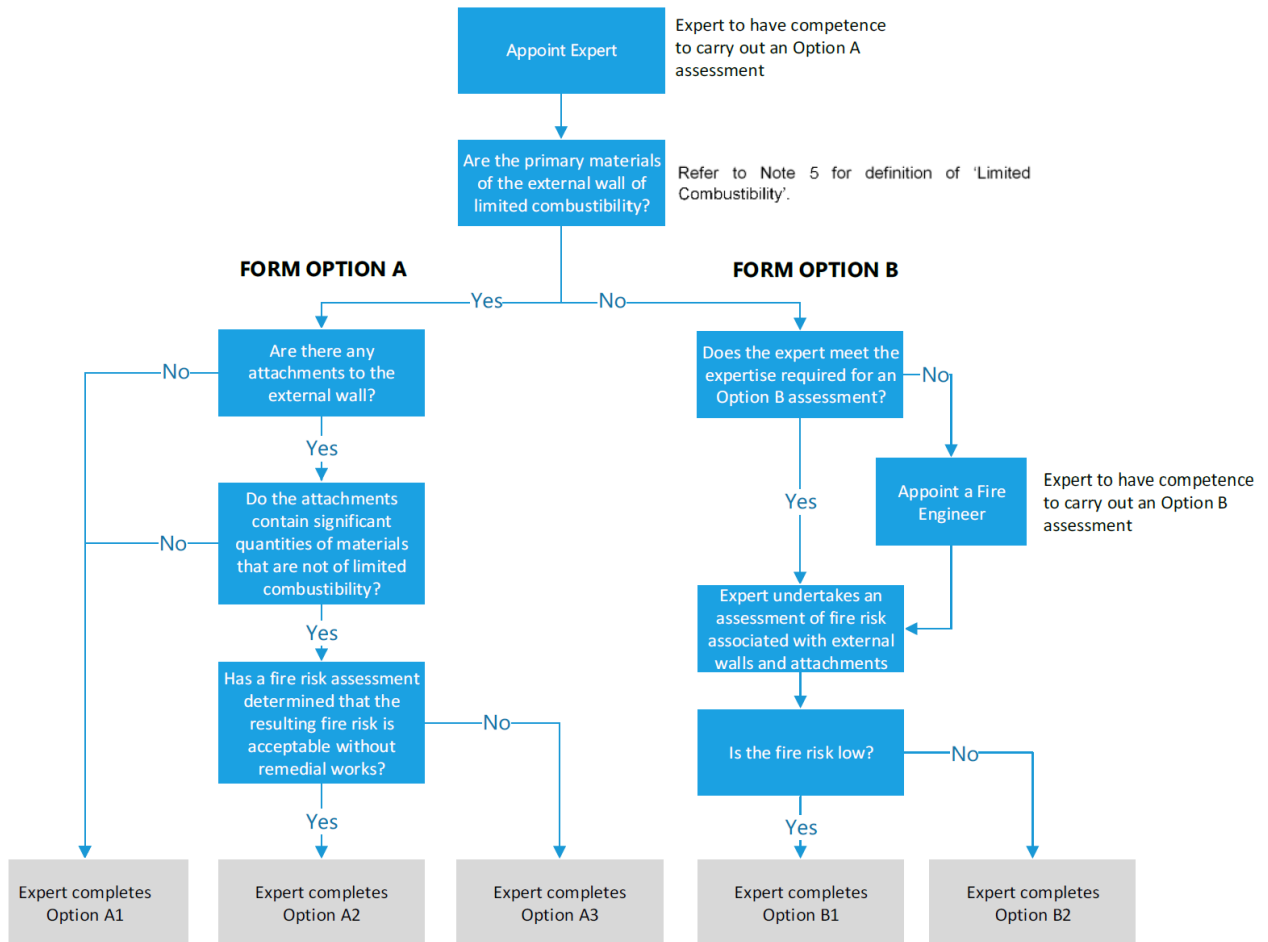 Appoint Expert
Expert to have competence
to carry out an Option A
assessment
Are the primary materials
of the external wall of
limited combustibility?
Refer to Note 5 for definition of ‘Limited
Combustibility’.
FORM OPTION A
FORM OPTION B
Yes
No
Are there any
attachments to the
external wall?
No
Yes
Does the expert meet the
expertise required for an
Option B assessment?
No
Yes
Appoint a Fire
Engineer
Expert to have competence
to carry out an Option B
assessment
Do the attachments
contain significant
quantities of materials
that are not of limited
combustibility?
No
Yes
Expert undertakes an
assessment of fire risk
associated with external
walls and attachments
Has a fire risk assessment
determined that the
resulting fire risk is
acceptable without
remedial works?
No
Yes
Is the fire risk low?
No
Yes
Expert completes
Option A1
Expert completes
Option A2
Expert completes
Option A3
Expert completes
Option B1
Expert completes
Option B2